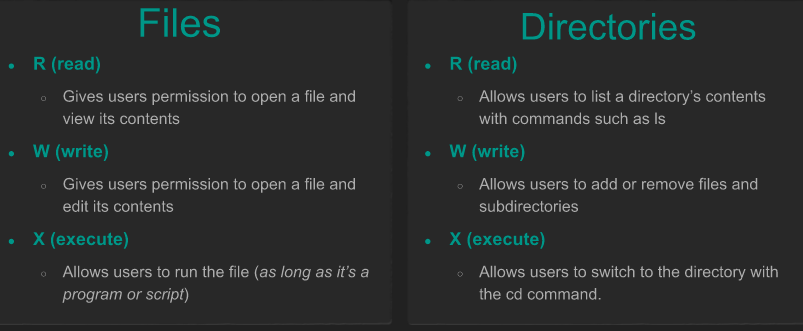 Files
• R (read)
○ Gives users permission to open a file and
view its contents
• W (write)
○ Gives users permission to open a file and
edit its contents
• X (execute)
○ Allows users to run the file (as long as it's a
program or script)
Directories
• R (read)
○ Allows users to list a directory's contents
with commands such as ls
• W (write)
○ Allows users to add or remove files and
subdirectories
• X (execute)
○ Allows users to switch to the directory with
the cd command.